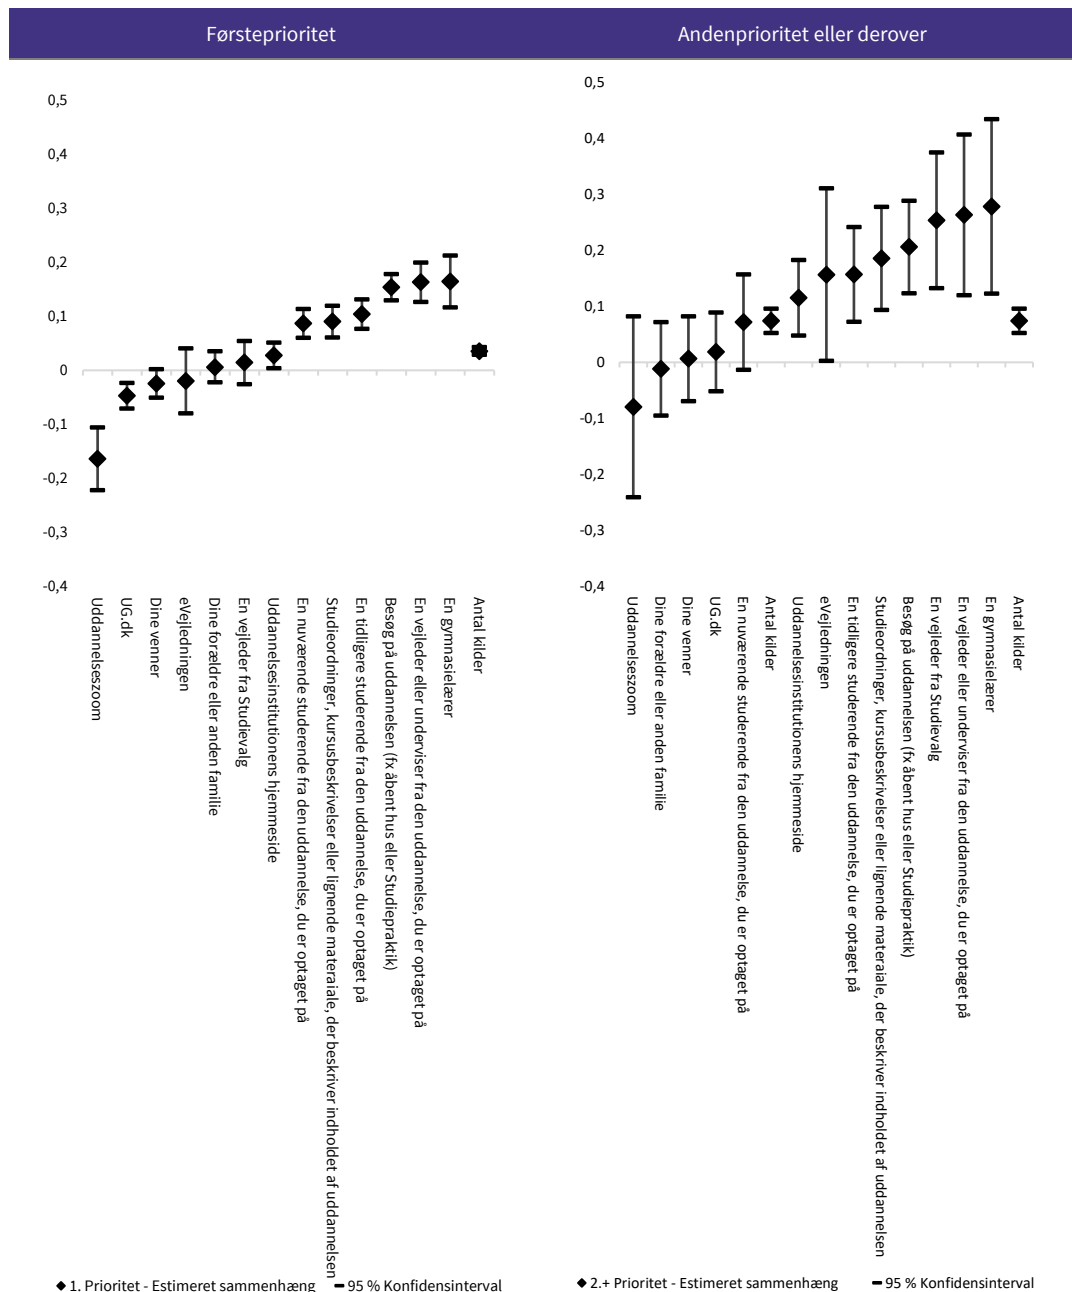 Førsteprioritet
Andenprioritet eller derover
0,5
0,4
0,3
0,2
0,1
0
-0,1
-0,2
-0,3
-0,4
Uddannelseszoom
UG.dk
Dine venner
eVejledningen
Dine forældre eller anden familie
En vejleder fra Studievalg
Uddannelsesinstitutionens hjemmeside
En nuværende studerende fra den uddannelse, du er optaget på
Studieordninger, kursusbeskrivelser eller lignende materaiale, der beskriver indholdet af uddannelsen
En tidligere studerende fra den uddannelse, du er optaget på
Besøg på uddannelsen (fx åbent hus eller Studiepraktik)
En vejleder eller underviser fra den uddannelse, du er optaget på
En gymnasielærer
Antal kilder
1. Prioritet - Estimeret sammenhæng
95 % Konfidensinterval
0,5
0,4
0,3
0,2
0,1
0
-0,1
-0,2
-0,3
-0,4
Uddannelseszoom
Dine forældre eller anden familie
Dine venner
UG.dk
En nuværende studerende fra den uddannelse, du er optaget på
Antal kilder
Uddannelsesinstitutionens hjemmeside
eVejledningen
En tidligere studerende fra den uddannelse, du er optaget på
Studieordninger, kursusbeskrivelser eller lignende materaiale, der beskriver indholdet af uddannelsen
Besøg på uddannelsen (fx åbent hus eller Studiepraktik)
En vejleder fra Studievalg
En vejleder eller underviser fra den uddannelse, du er optaget på
En gymnasielærer
Antal kilder
2.+ Prioritet - Estimeret sammenhæng
95 % Konfidensinterval